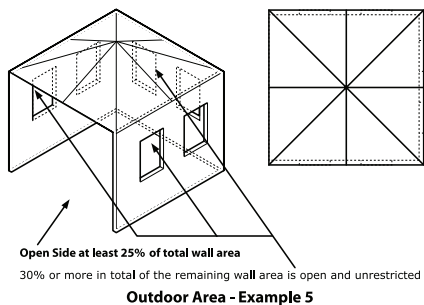 Open Side at least 25% of total wall area
30% or more in total of the remaining wall area is open and unrestricted
Outdoor Area - Example 5